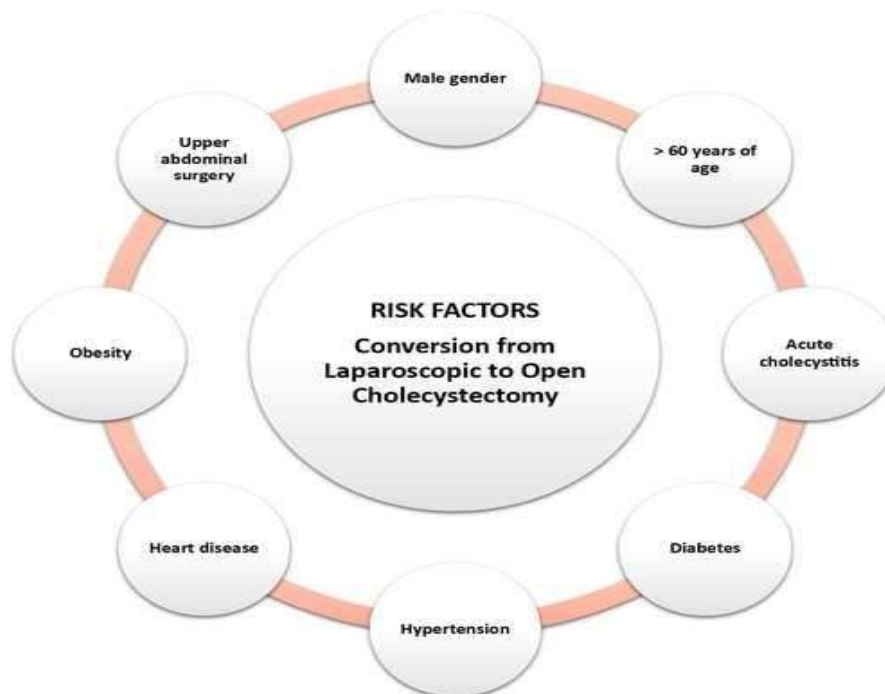 Male gender
> 60 years of
age
Acute
cholecystitis
Diabetes
Hypertension
Heart disease
Obesity
Upper
abdominal
surgery
RISK FACTORS
Conversion from
Laparoscopic to Open
Cholecystectomy